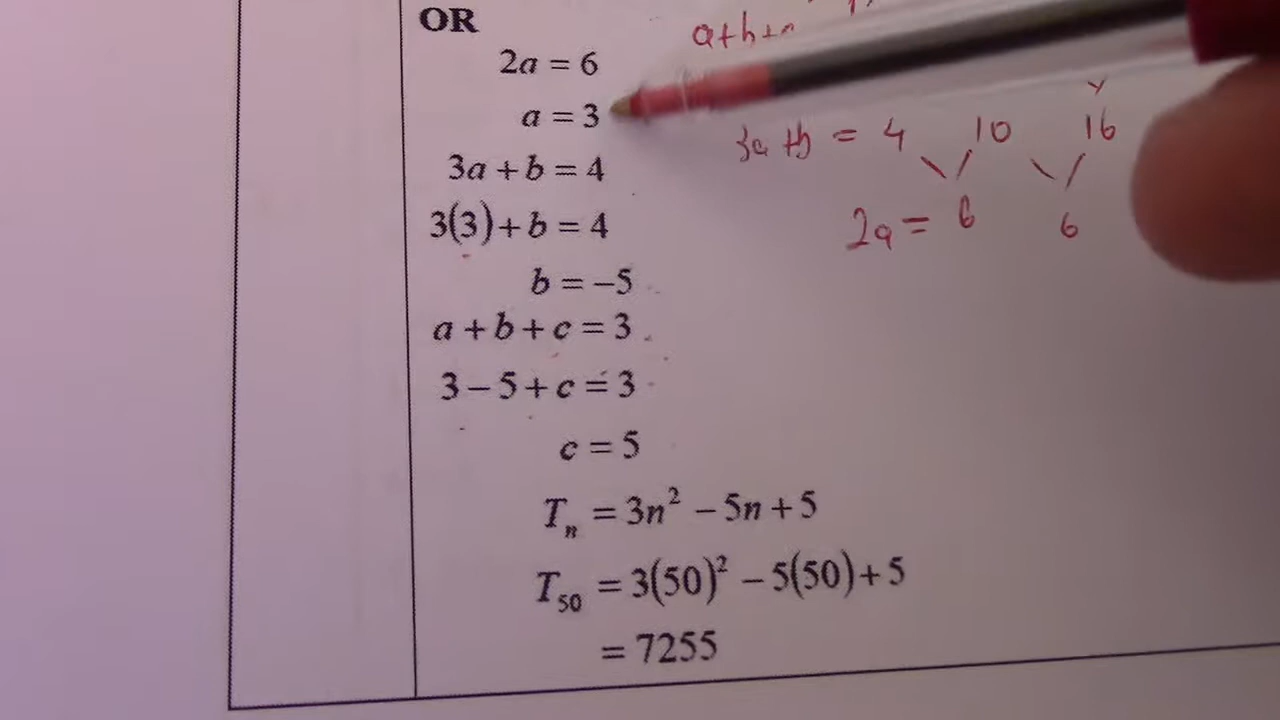 OR
2a = 6
a = 3
3a + b = 4
3(3) + b = 4
b = −5
a + b + c = 3
3 − 5 + c = 3
c = 5
Tₙ = 3n² − 5n + 5
T₅₀ = 3(50)² − 5(50) + 5
= 7255
a+b+
3a + b = 4 10 16
2a = 6 6